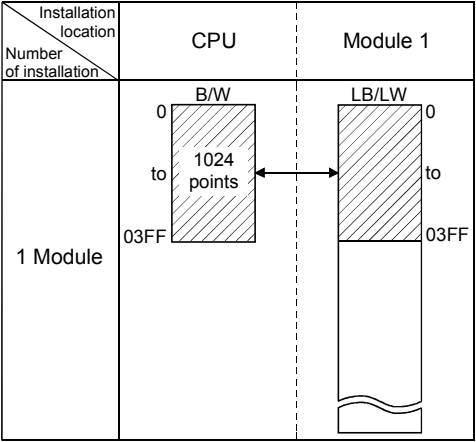 Installation
location
Number
of installation
CPU
Module 1
1 Module
B/W
0
to
03FF
1024
points
LB/LW
0
to
03FF